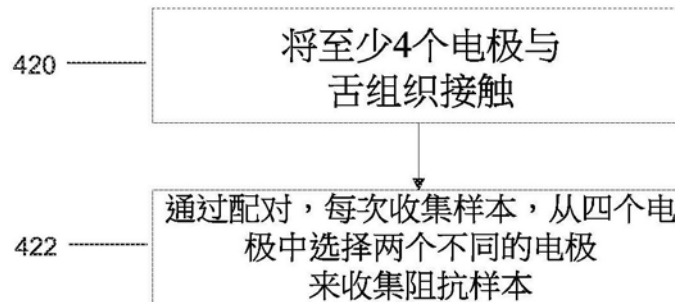 420
将至少4个电极与
舌组织接触
422
通过配对，每次收集样本，从四个电
极中选择两个不同的电极
来收集阻抗样本